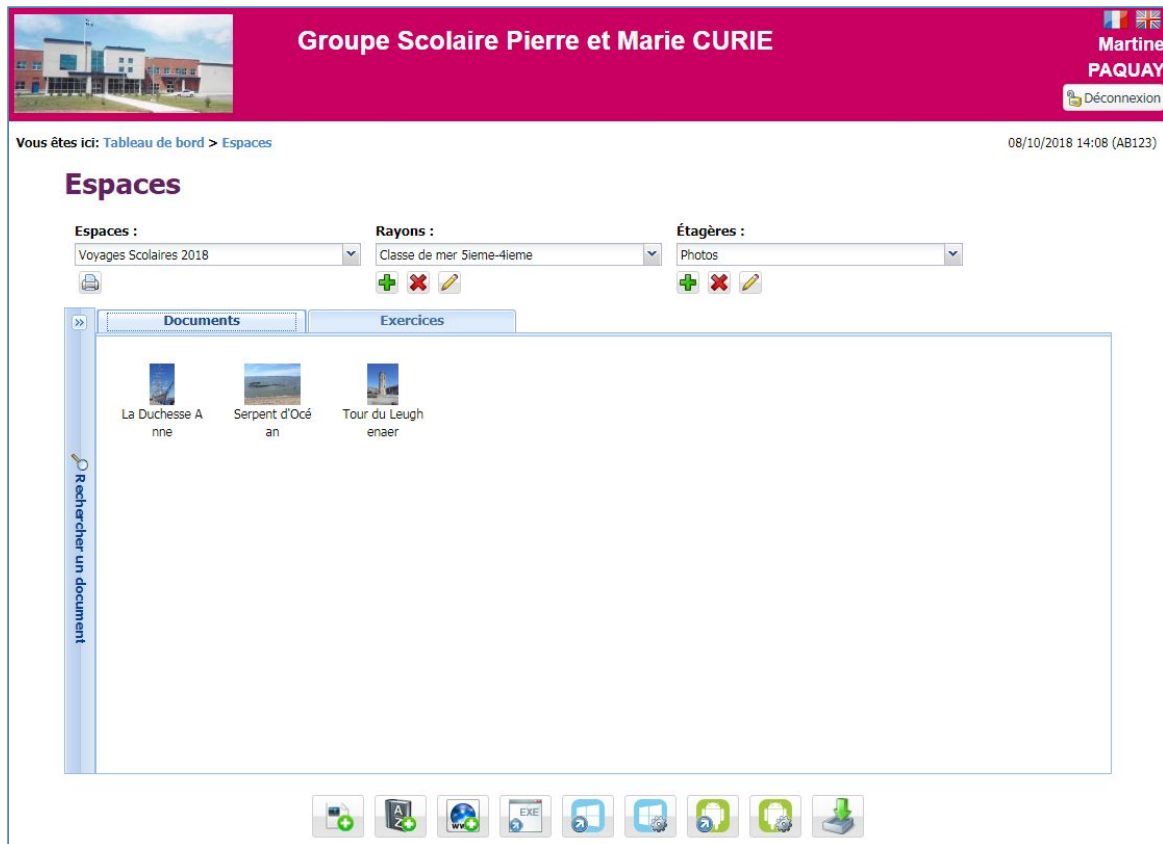 Groupe Scolaire Pierre et Marie CURIE
Martine
PAQUAY
Déconnexion
Vous êtes ici: Tableau de bord > Espaces
08/10/2018 14:08 (AB123)
Espaces
Espaces :
Rayons :
Étagères :
Voyages Scolaires 2018
Classe de mer 5ieme-4ieme
Photos
Documents
Exercices
La Duchesse A
nne
Serpent d'Océ
an
Tour du Leugh
enaer
Rechercher un document
A
Z
www
EXE